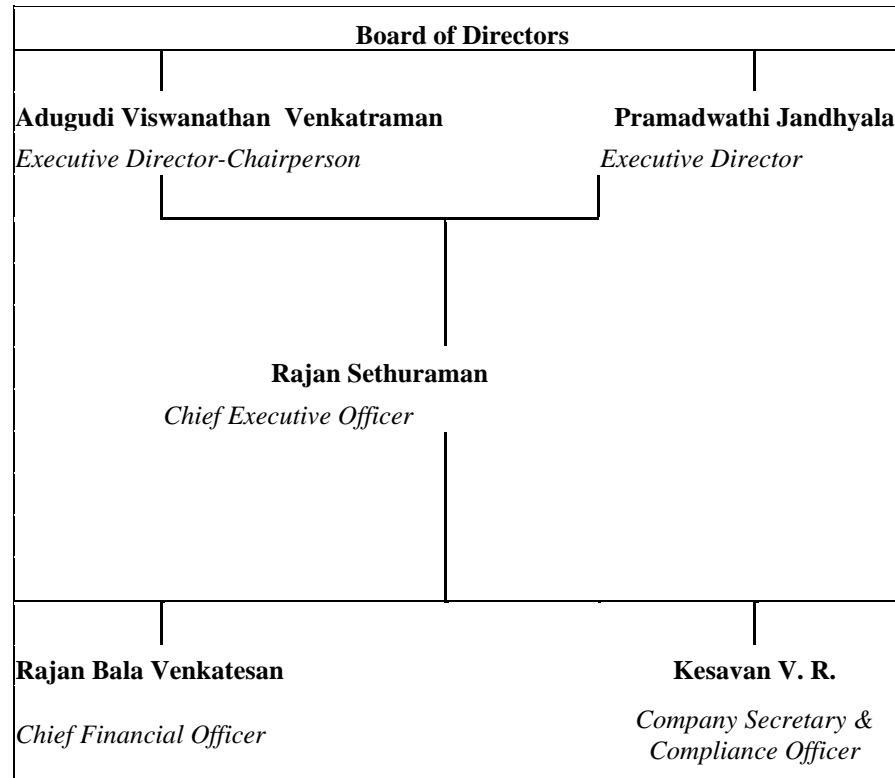 Board of Directors
Adugudi Viswanathan Venkatraman
Executive Director-Chairperson
Pramadwathi Jandhyala
Executive Director
Rajan Sethuraman
Chief Executive Officer
Rajan Bala Venkatesan
Chief Financial Officer
Kesavan V. R.
Company Secretary &
Compliance Officer